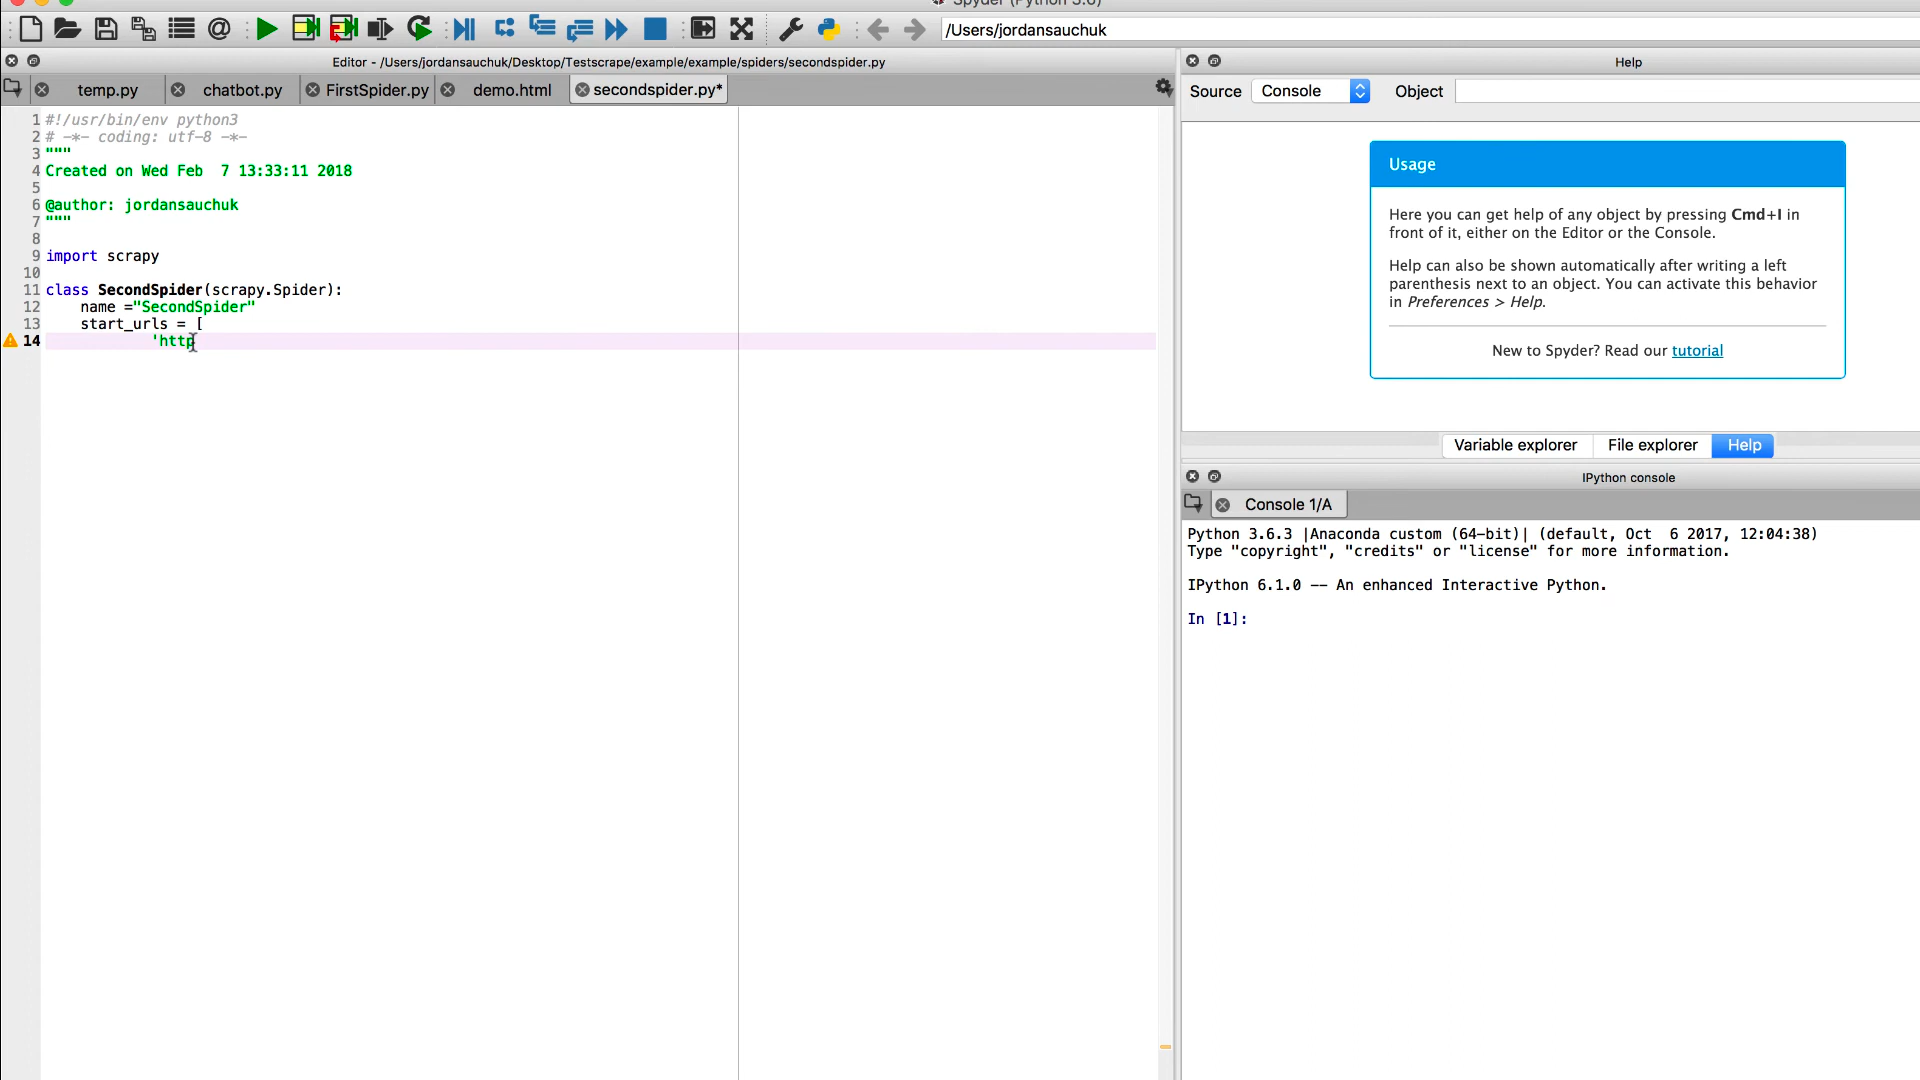 Spyder (Python 3.6)
/Users/jordansauchuk
Editor - /Users/jordansauchuk/Desktop/Testscrape/example/example/spiders/secondspider.py
temp.py
chatbot.py
FirstSpider.py
demo.html
secondspider.py*
1 #!/usr/bin/env python3
2 # -*- coding: utf-8 -*-
3 """
4 Created on Wed Feb  7 13:33:11 2018
5
6 @author: jordansauchuk
7 """
8
9 import scrapy
10
11 class SecondSpider(scrapy.Spider):
12     name ="SecondSpider"
13     start_urls = [
14             'http
Help
Source
Console
Object
Usage
Here you can get help of any object by pressing Cmd+I in
front of it, either on the Editor or the Console.
Help can also be shown automatically after writing a left
parenthesis next to an object. You can activate this behavior
in Preferences > Help.
New to Spyder? Read our tutorial
Variable explorer
File explorer
Help
IPython console
Console 1/A
Python 3.6.3 |Anaconda custom (64-bit)| (default, Oct  6 2017, 12:04:38)
Type "copyright", "credits" or "license" for more information.
IPython 6.1.0 -- An enhanced Interactive Python.
In [1]: